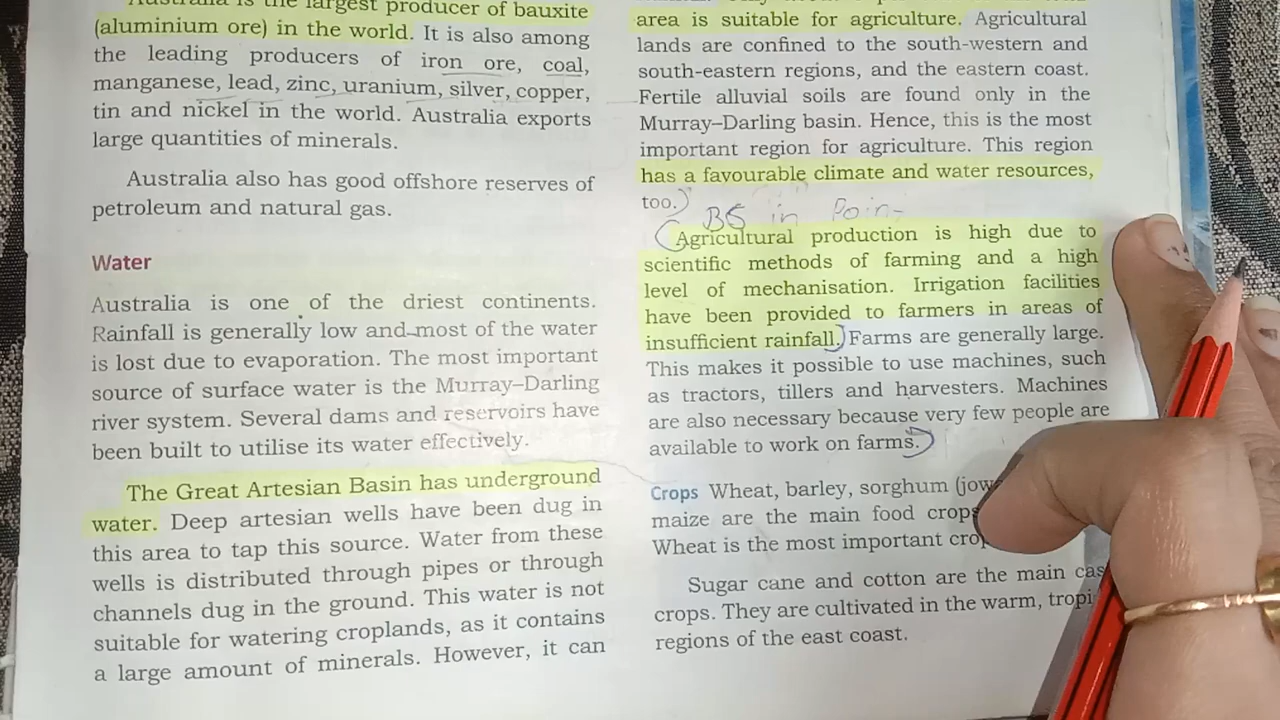 Australia is the largest producer of bauxite
(aluminium ore) in the world. It is also among
the leading producers of iron ore, coal,
manganese, lead, zinc, uranium, silver, copper,
tin and nickel in the world. Australia exports
large quantities of minerals.
Australia also has good offshore reserves of
petroleum and natural gas.
Water
Australia is one of the driest continents.
Rainfall is generally low and most of the water
is lost due to evaporation. The most important
source of surface water is the Murray–Darling
river system. Several dams and reservoirs have
been built to utilise its water effectively.
The Great Artesian Basin has underground
water. Deep artesian wells have been dug in
this area to tap this source. Water from these
wells is distributed through pipes or through
channels dug in the ground. This water is not
suitable for watering croplands, as it contains
a large amount of minerals. However, it can
area is suitable for agriculture. Agricultural
lands are confined to the south-western and
south-eastern regions, and the eastern coast.
Fertile alluvial soils are found only in the
Murray–Darling basin. Hence, this is the most
important region for agriculture. This region
has a favourable climate and water resources,
too.)
in Poin-
(Agricultural production is high due to
scientific methods of farming and a high
level of mechanisation. Irrigation facilities
have been provided to farmers in areas of
insufficient rainfall.) Farms are generally large.
This makes it possible to use machines, such
as tractors, tillers and harvesters. Machines
are also necessary because very few people are
available to work on farms.)
Crops Wheat, barley, sorghum (jow
maize are the main food crops
Wheat is the most important crop
Sugar cane and cotton are the main cas
crops. They are cultivated in the warm, tropi
regions of the east coast.